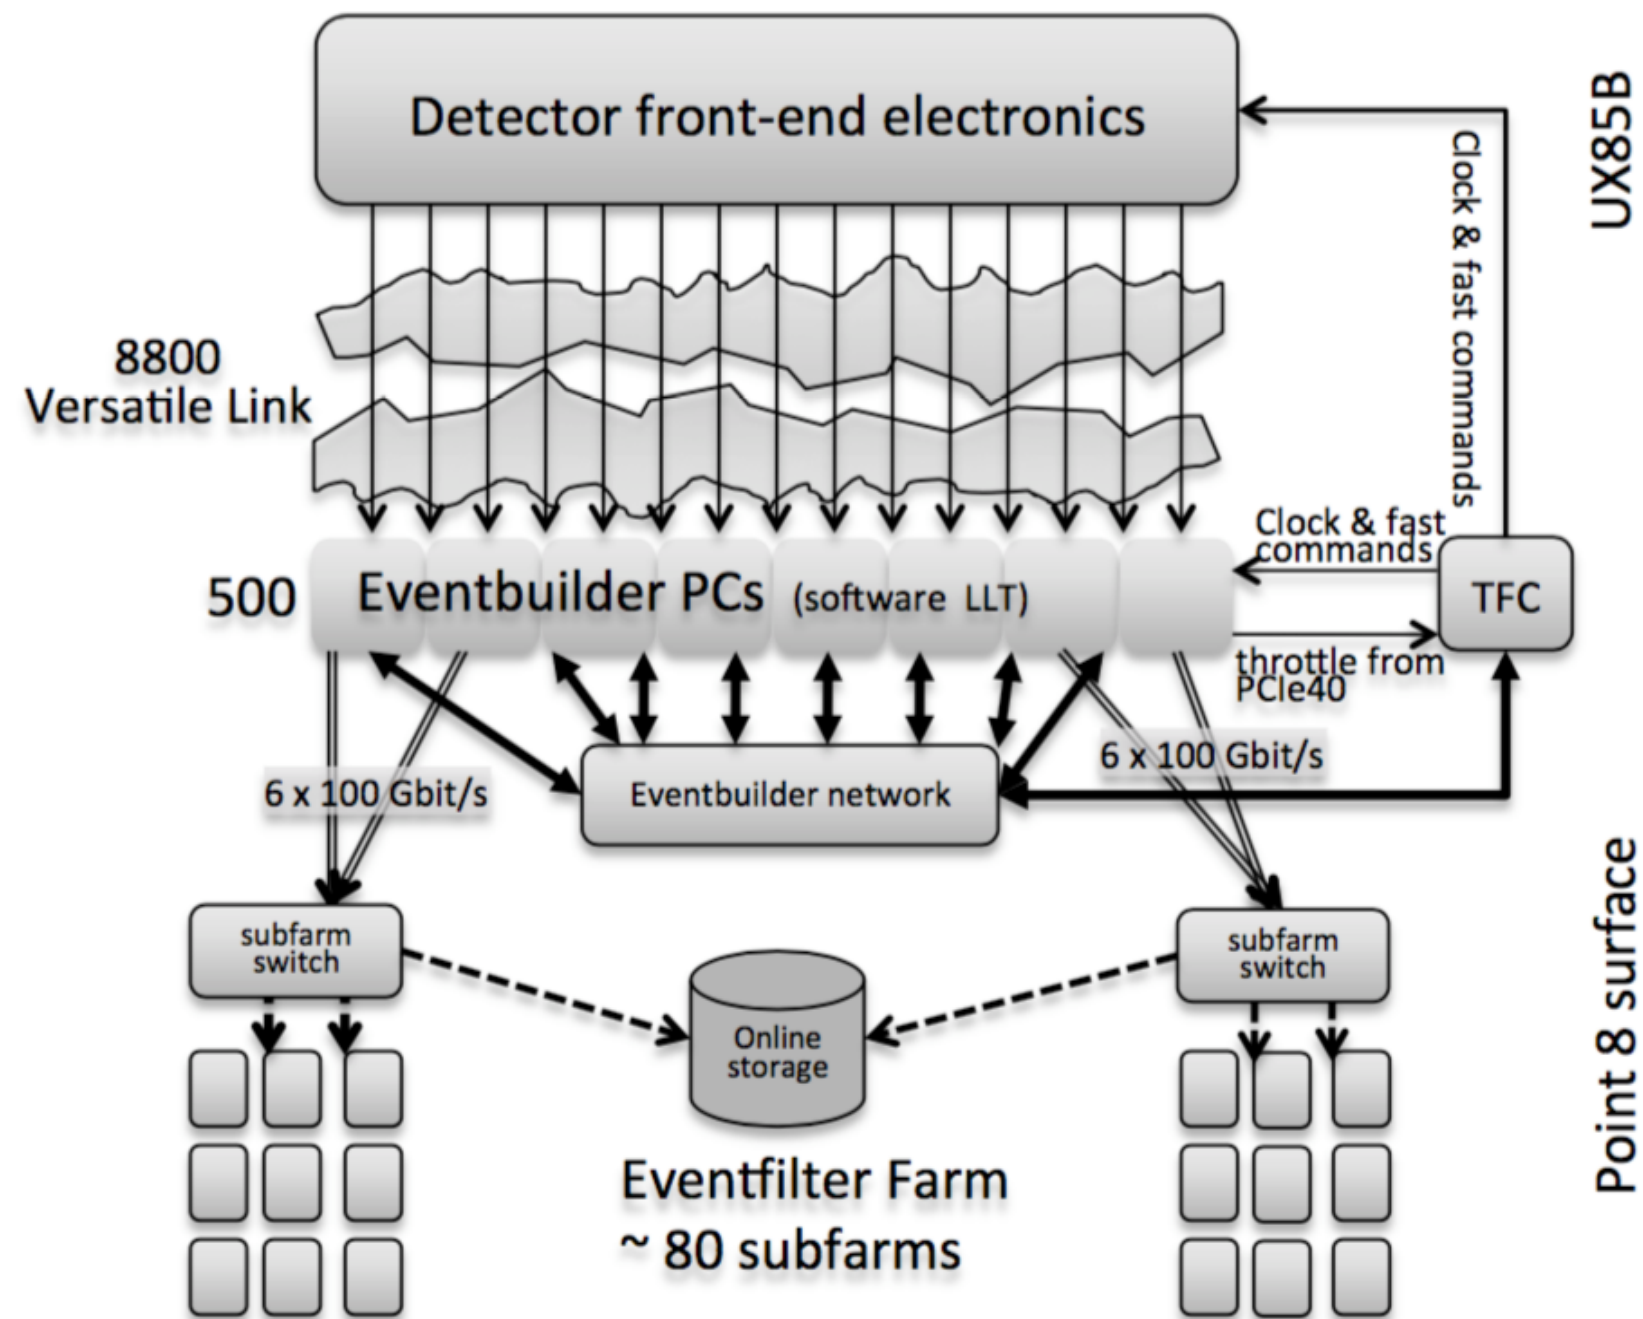 Detector front-end electronics
UX85B
Clock & fast commands
8800
Versatile Link
Clock & fast
commands
500
Eventbuilder PCs (software LLT)
TFC
throttle from
PCIe40
6 x 100 Gbit/s
6 x 100 Gbit/s
Eventbuilder network
Point 8 surface
subfarm
switch
subfarm
switch
Online
storage
Eventfilter Farm
~ 80 subfarms